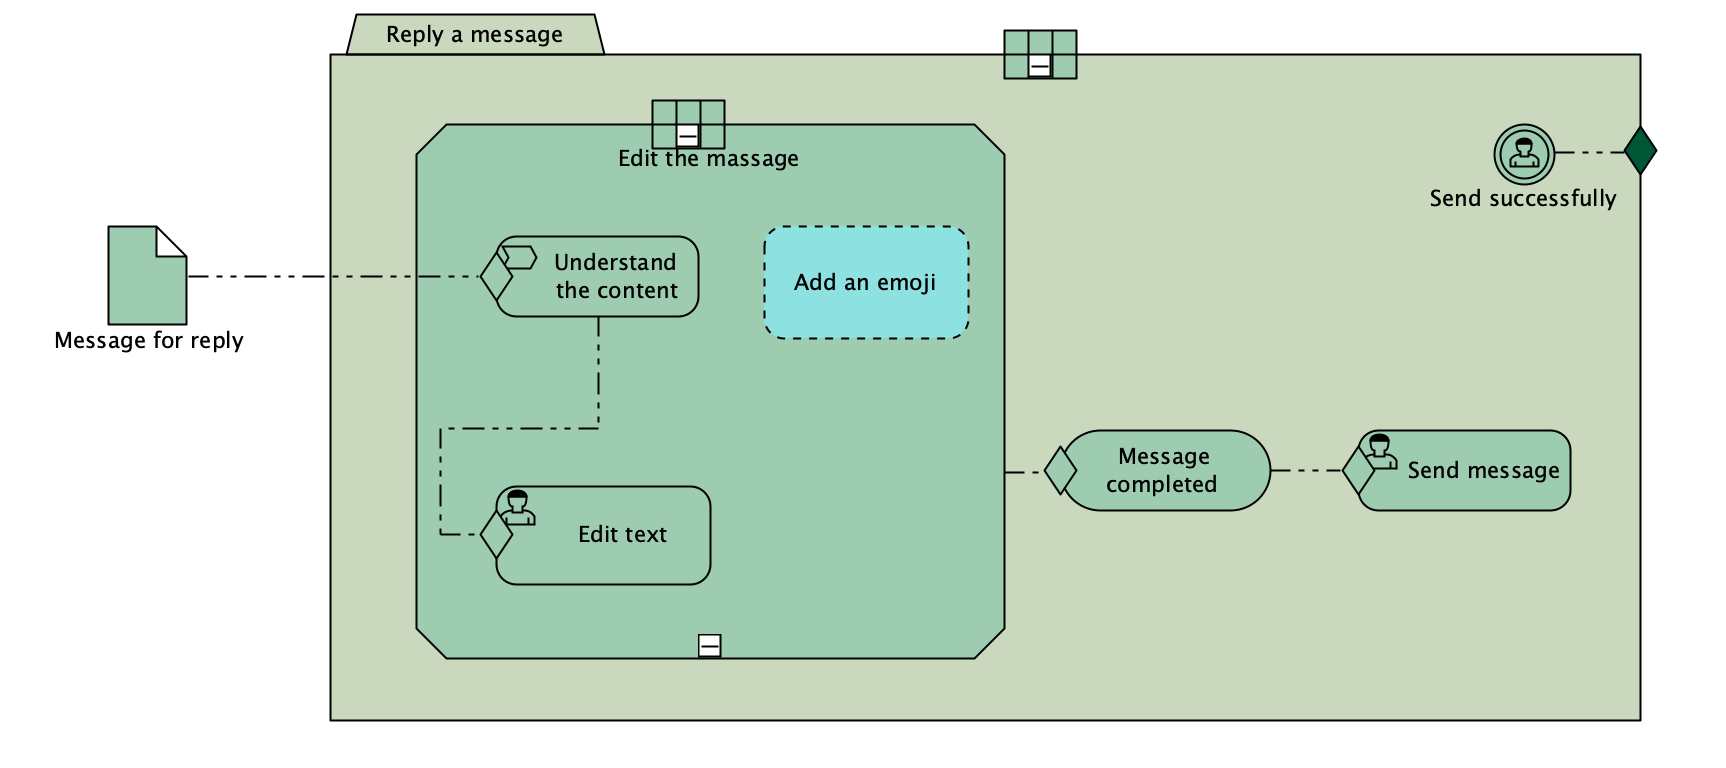 Reply a message
Edit the massage
Send successfully
Understand
the content
Add an emoji
Message for reply
Message
completed
Send message
Edit text